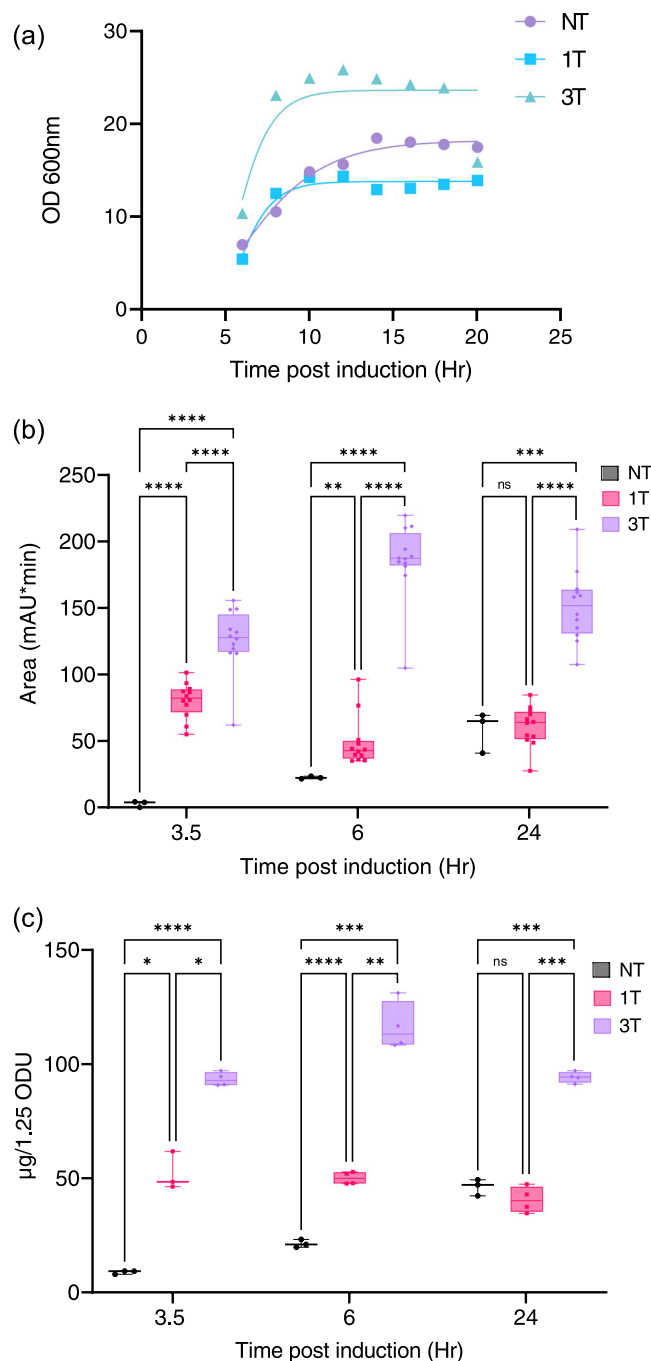 (a)
NT
1T
3T
30
20
10
0
OD 600nm
0 5 10 15 20 25
Time post induction (Hr)
(b)
**** **** ***
**** **** ** **** ns ****
NT
1T
3T
250
200
150
100
50
0
Area (mAU*min)
3.5 6 24
Time post induction (Hr)
(c)
**** *** ***
* * **** ** ns ***
NT
1T
3T
150
100
50
0
µg/1.25 ODU
3.5 6 24
Time post induction (Hr)